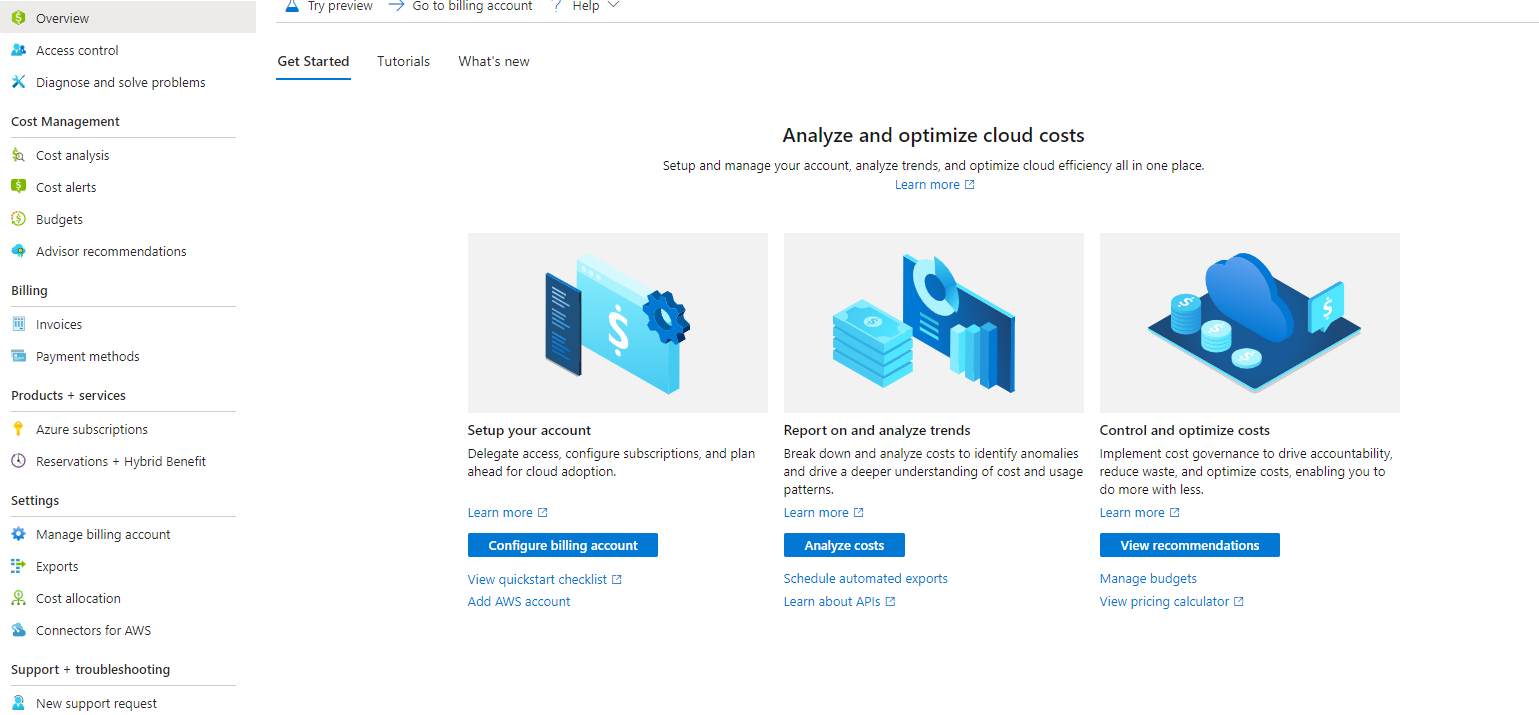 Overview
Access control
Diagnose and solve problems
Cost Management
Cost analysis
Cost alerts
Budgets
Advisor recommendations
Billing
Invoices
Payment methods
Products + services
Azure subscriptions
Reservations + Hybrid Benefit
Settings
Manage billing account
Exports
Cost allocation
Connectors for AWS
Support + troubleshooting
New support request
Try preview Go to billing account ? Help
Get Started Tutorials What's new
Analyze and optimize cloud costs
Setup and manage your account, analyze trends, and optimize cloud efficiency all in one place.
Learn more
Setup your account
Delegate access, configure subscriptions, and plan
ahead for cloud adoption.
Learn more
Configure billing account
View quickstart checklist
Add AWS account
Report on and analyze trends
Break down and analyze costs to identify anomalies
and drive a deeper understanding of cost and usage
patterns.
Learn more
Analyze costs
Schedule automated exports
Learn about APIs
Control and optimize costs
Implement cost governance to drive accountability,
reduce waste, and optimize costs, enabling you to
do more with less.
Learn more
View recommendations
Manage budgets
View pricing calculator